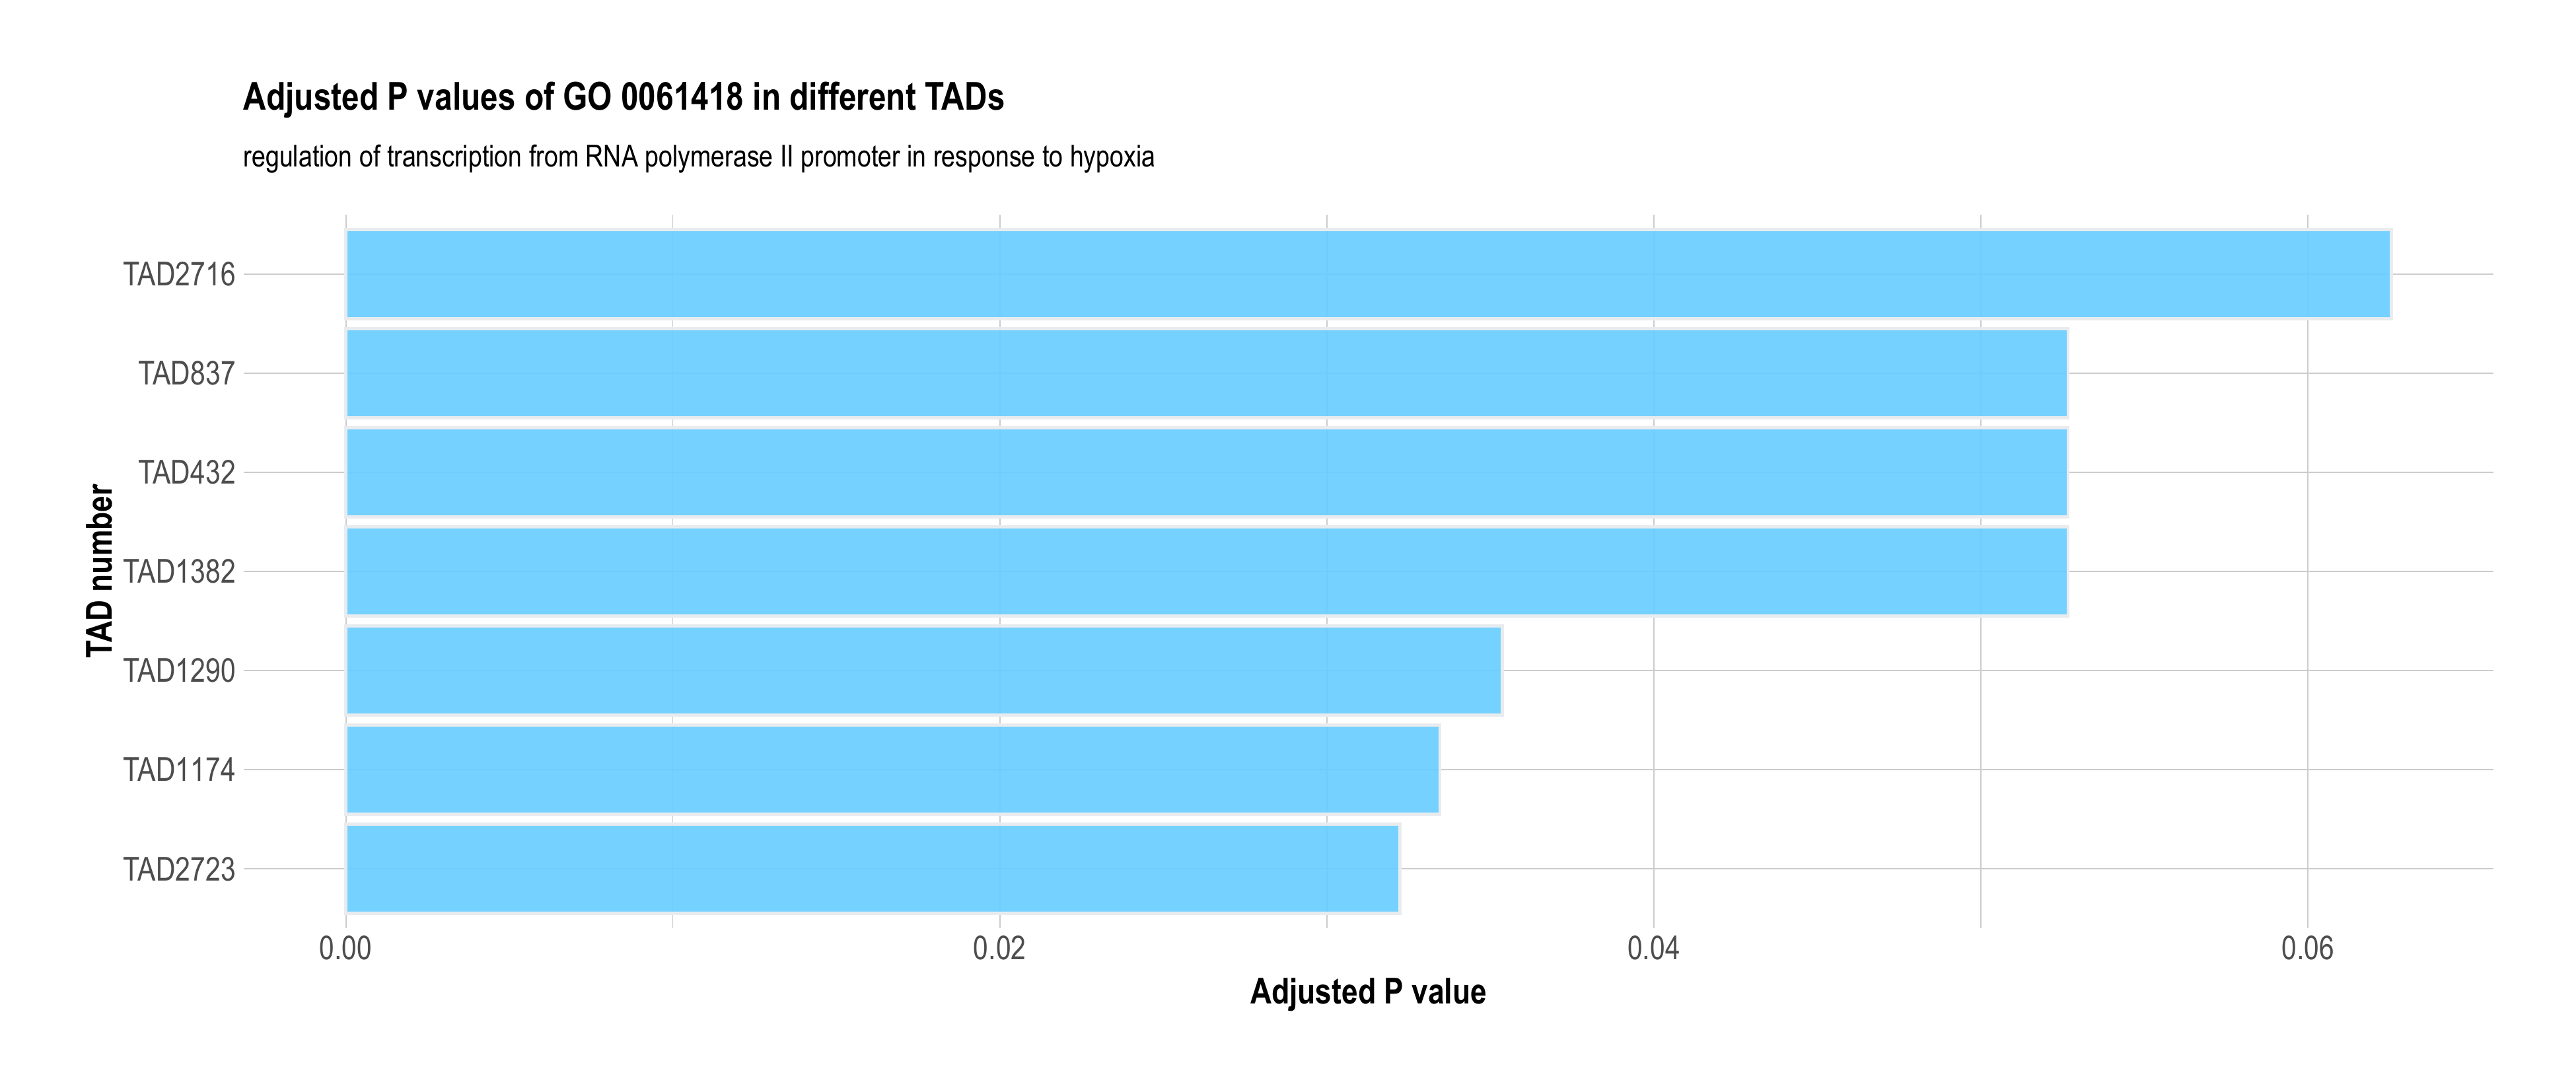 Adjusted P values of GO 0061418 in different TADs
regulation of transcription from RNA polymerase II promoter in response to hypoxia
TAD number
TAD2716
TAD837
TAD432
TAD1382
TAD1290
TAD1174
TAD2723
0.00
0.02
0.04
0.06
Adjusted P value